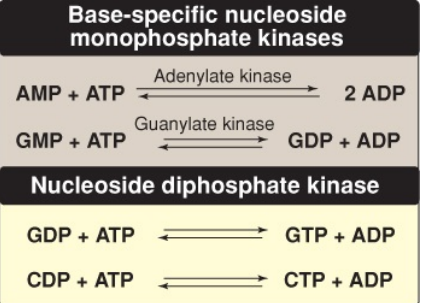 Base-specific nucleoside
monophosphate kinases
Adenylate kinase
AMP + ATP 2 ADP
Guanylate kinase
GMP + ATP GDP + ADP
Nucleoside diphosphate kinase
GDP + ATP GTP + ADP
CDP + ATP CTP + ADP